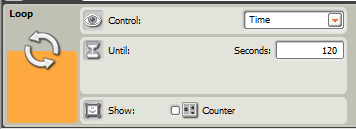 Loop
Control: Time
Until: Seconds: 120
Show: Counter